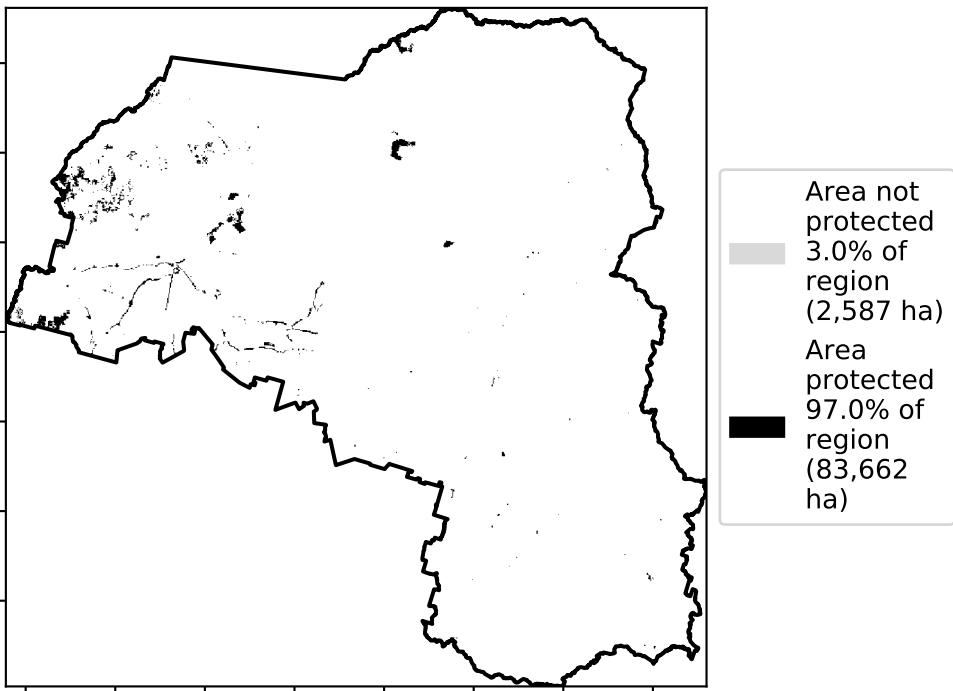 Area not
protected
3.0% of
region
(2,587 ha)
Area
protected
97.0% of
region
(83,662
ha)